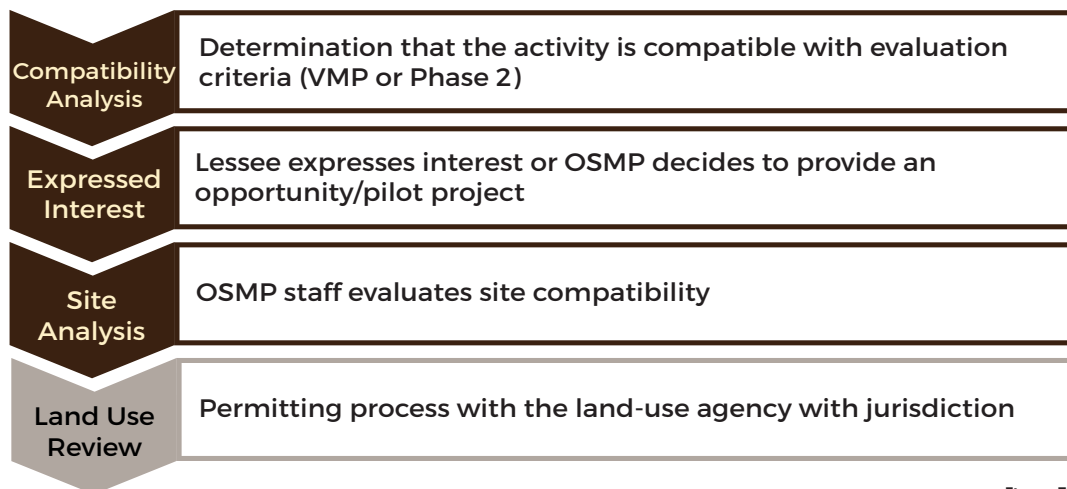 Compatibility
Analysis
Determination that the activity is compatible with evaluation
criteria (VMP or Phase 2)
Expressed
Interest
Lessee expresses interest or OSMP decides to provide an
opportunity/pilot project
Site
Analysis
OSMP staff evaluates site compatibility
Land Use
Review
Permitting process with the land-use agency with jurisdiction